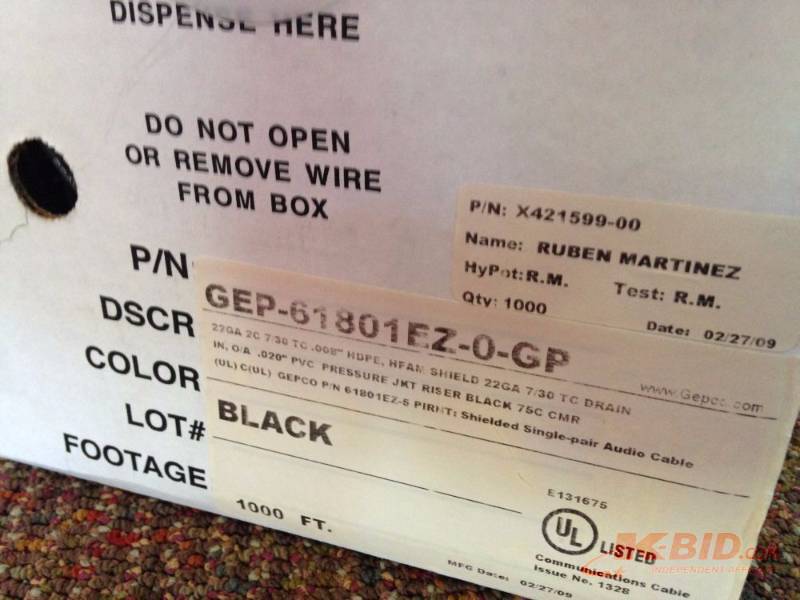 DISPENSE HERE
DO NOT OPEN
OR REMOVE WIRE
FROM BOX
P/N: X421599-00
Name: RUBEN MARTINEZ
HyPot: R.M. Test: R.M.
Qty: 1000
Date: 02/27/09
P/N
DSCR
COLOR
LOT#
FOOTAGE
GEP-61801EZ-0-GP
www.Gepco.com
22GA 2C 7/30 TC .008" HDPE, HFAM SHIELD 22GA 7/30 TC DRAIN
IN, O/A .020" PVC PRESSURE JKT RISER BLACK 75C CMR
(UL) C(UL) GEPCO P/N 61801EZ-5 PIRNT: Shielded Single-pair Audio Cable
BLACK
1000 FT.
E131675
UL LISTED
Communications Cable
Issue No. 1328
MFG Date: 02/27/09
K-BID.com
INDEPENDENT